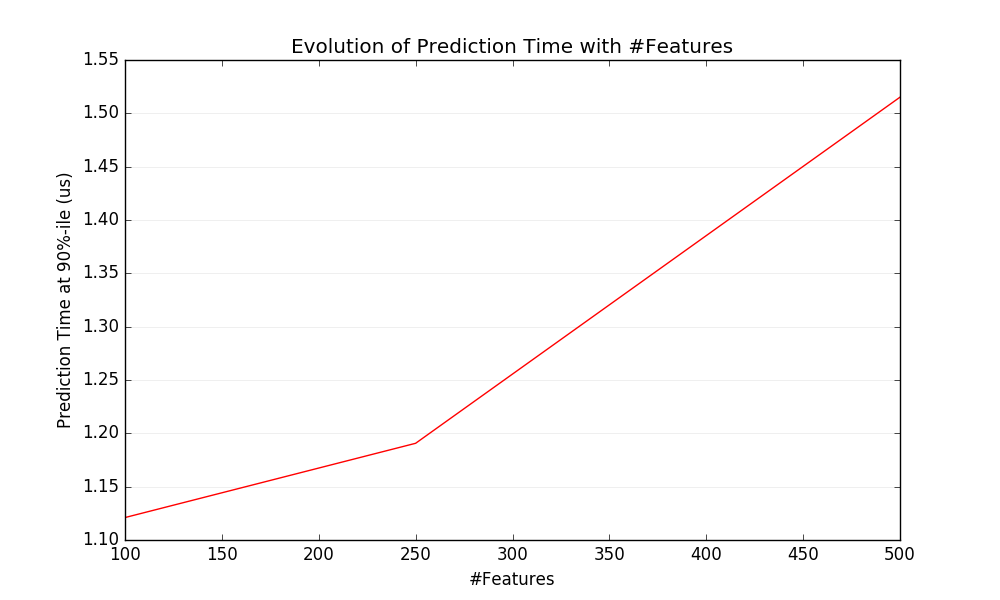 Evolution of Prediction Time with #Features
1.55
1.50
1.45
1.40
1.35
1.30
1.25
1.20
1.15
1.10
Prediction Time at 90%-ile (us)
100 150 200 250 300 350 400 450 500
#Features